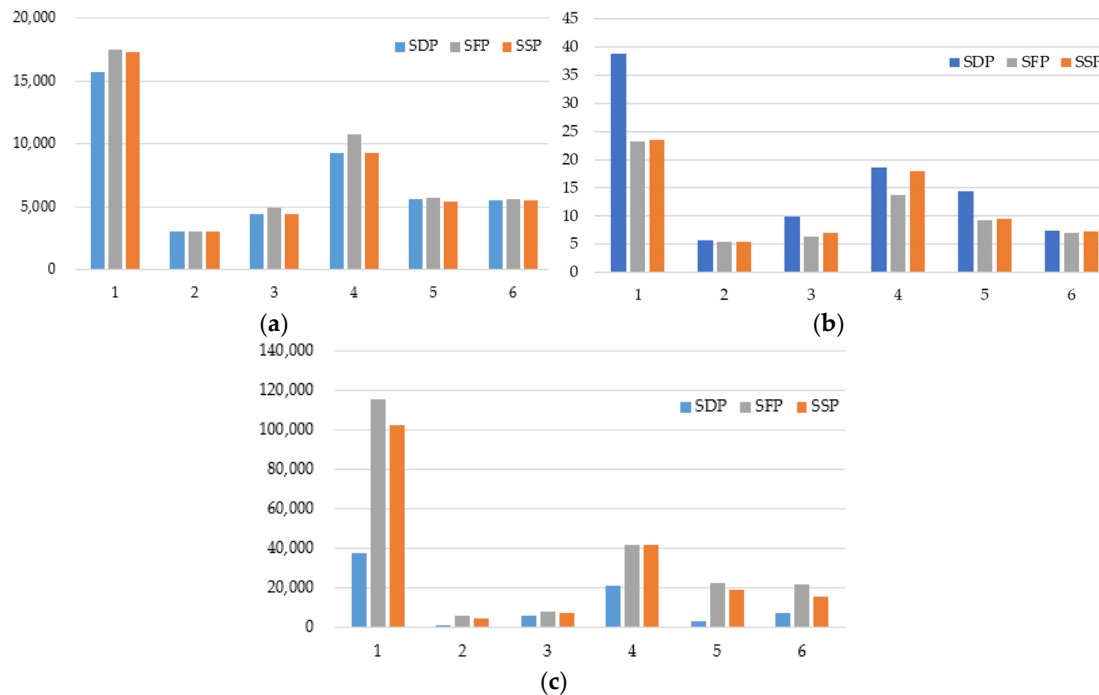 20,000
15,000
10,000
5,000
0
SDP SFP SSP
1 2 3 4 5 6
(a)
45
40
35
30
25
20
15
10
5
0
SDP SFP SSP
1 2 3 4 5 6
(b)
140,000
120,000
100,000
80,000
60,000
40,000
20,000
0
SDP SFP SSP
1 2 3 4 5 6
(c)